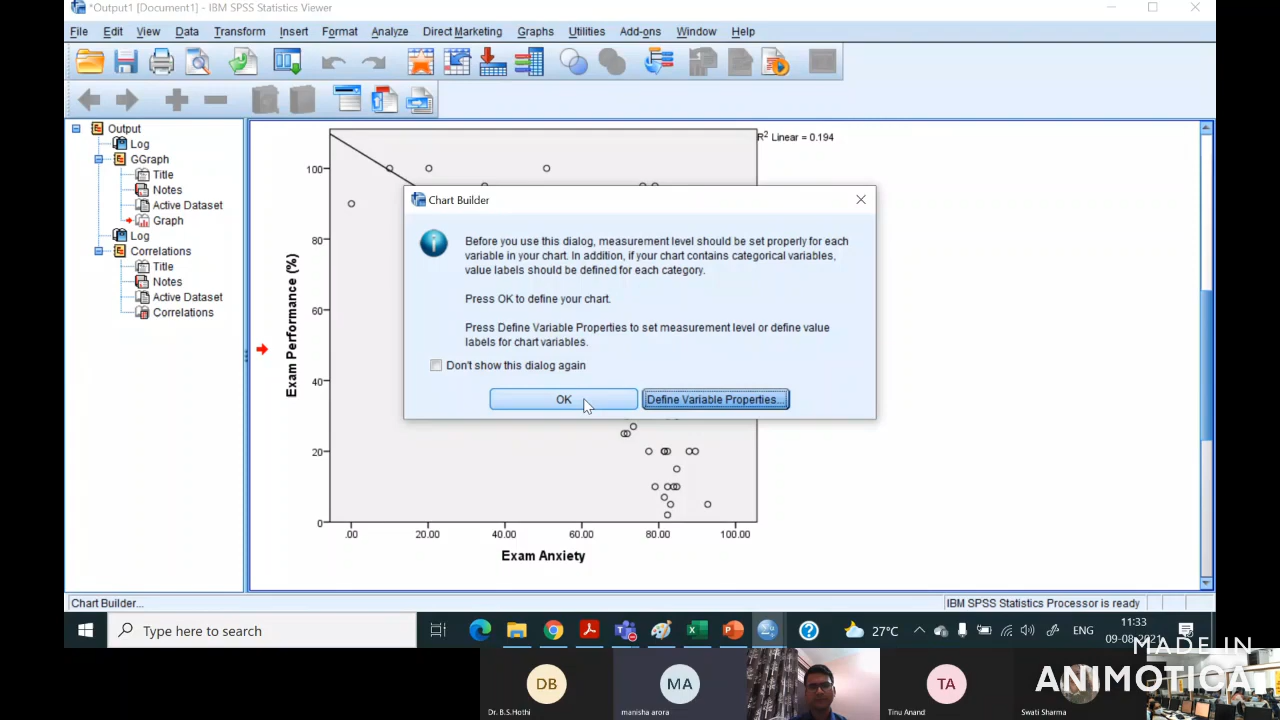 *Output1 [Document1] - IBM SPSS Statistics Viewer
File Edit View Data Transform Insert Format Analyze Direct Marketing Graphs Utilities Add-ons Window Help
Output
Log
GGraph
Title
Notes
Active Dataset
Graph
Log
Correlations
Title
Notes
Active Dataset
Correlations
R2 Linear = 0.194
100
80
60
40
20
0
Exam Performance (%)
.00 20.00 40.00 60.00 80.00 100.00
Exam Anxiety
Chart Builder
Before you use this dialog, measurement level should be set properly for each
variable in your chart. In addition, if your chart contains categorical variables,
value labels should be defined for each category.
Press OK to define your chart.
Press Define Variable Properties to set measurement level or define value
labels for chart variables.
Don't show this dialog again
OK Define Variable Properties...
Chart Builder... IBM SPSS Statistics Processor is ready
Type here to search
27°C ENG
11:33
09-08-2021
MADE IN
ANIMOTICA
DB MA TA
Dr. B.S.Hothi manisha arora Tinu Anand Swati Sharma